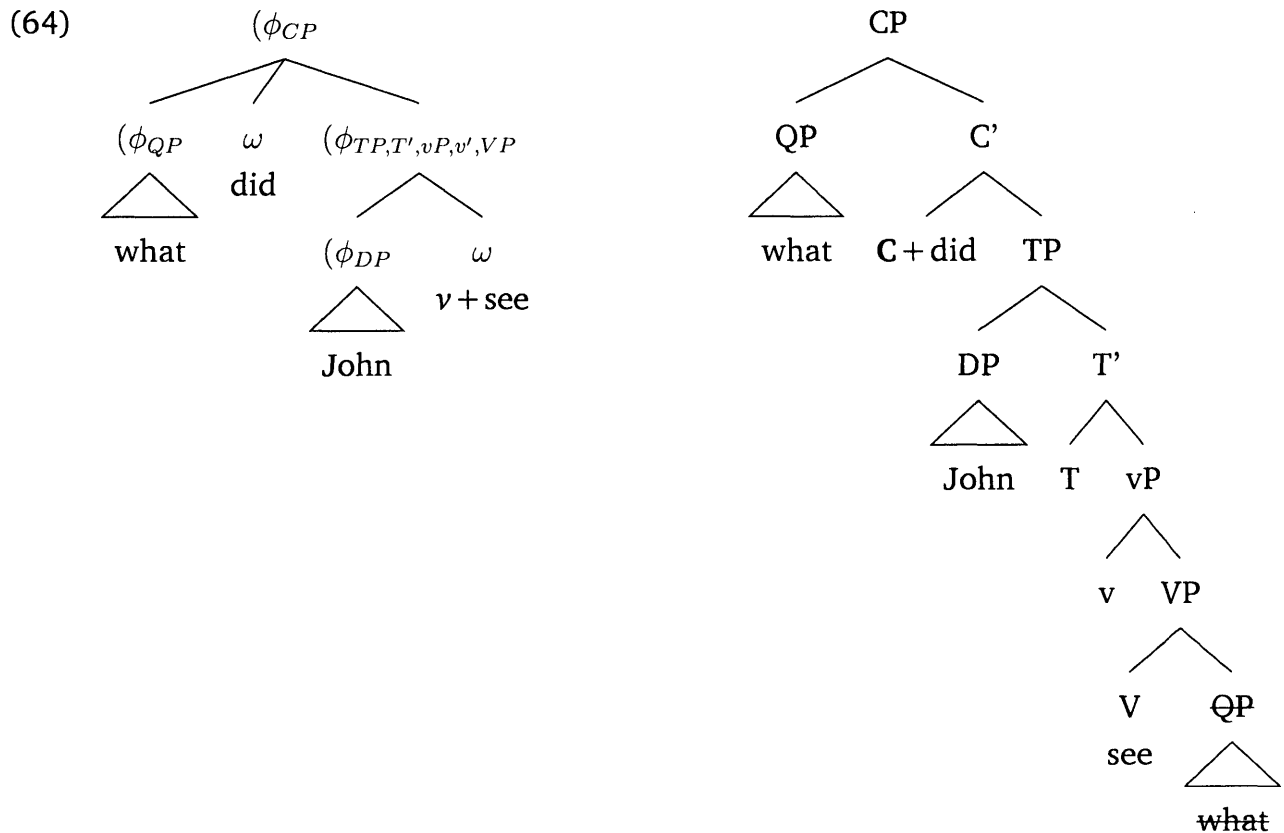 (64) (ϕCP CP
(ϕQP ω (ϕTP,T′,vP,v′,VP QP C’
did
what (ϕDP ω what C+did TP
v+see
John DP T’
John T vP
v VP
V QP
see
what